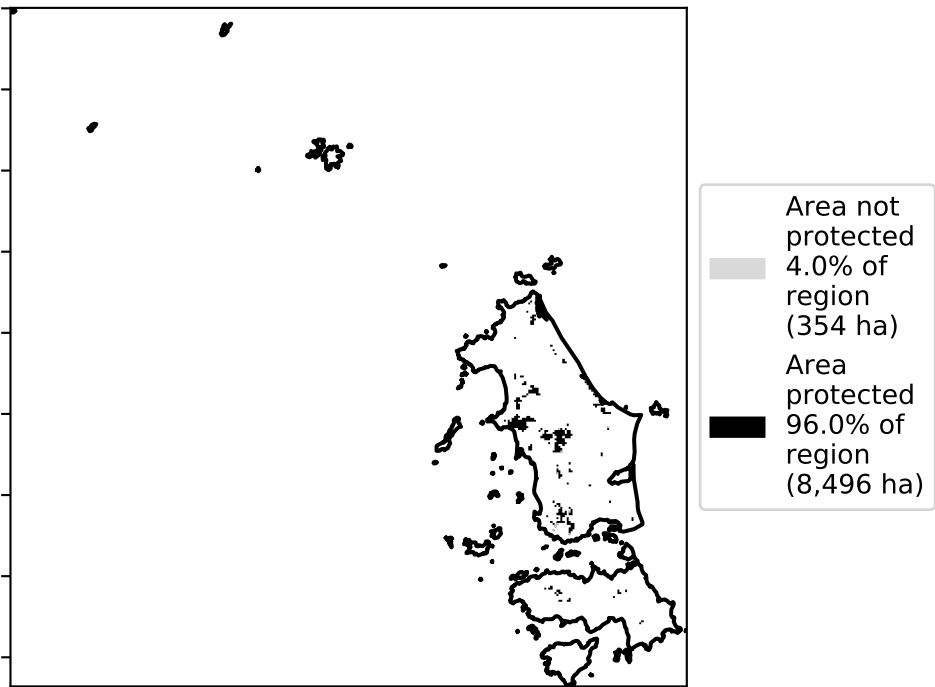 Area not
protected
4.0% of
region
(354 ha)
Area
protected
96.0% of
region
(8,496 ha)